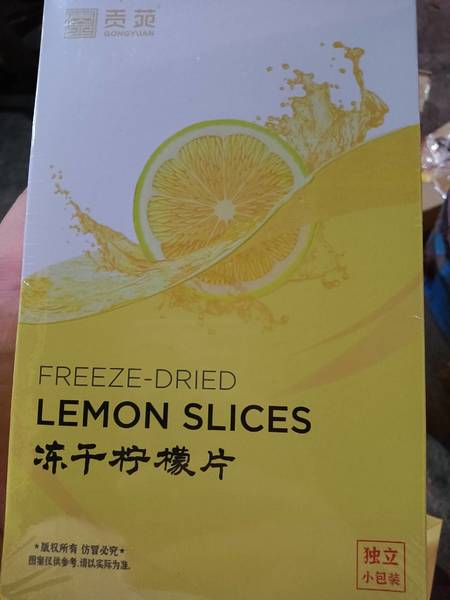 贡苑
GONGYUAN
FREEZE-DRIED
LEMON SLICES
冻干柠檬片
★版权所有 仿冒必究★
图案仅供参考,请以实际为准.
独立
小包装